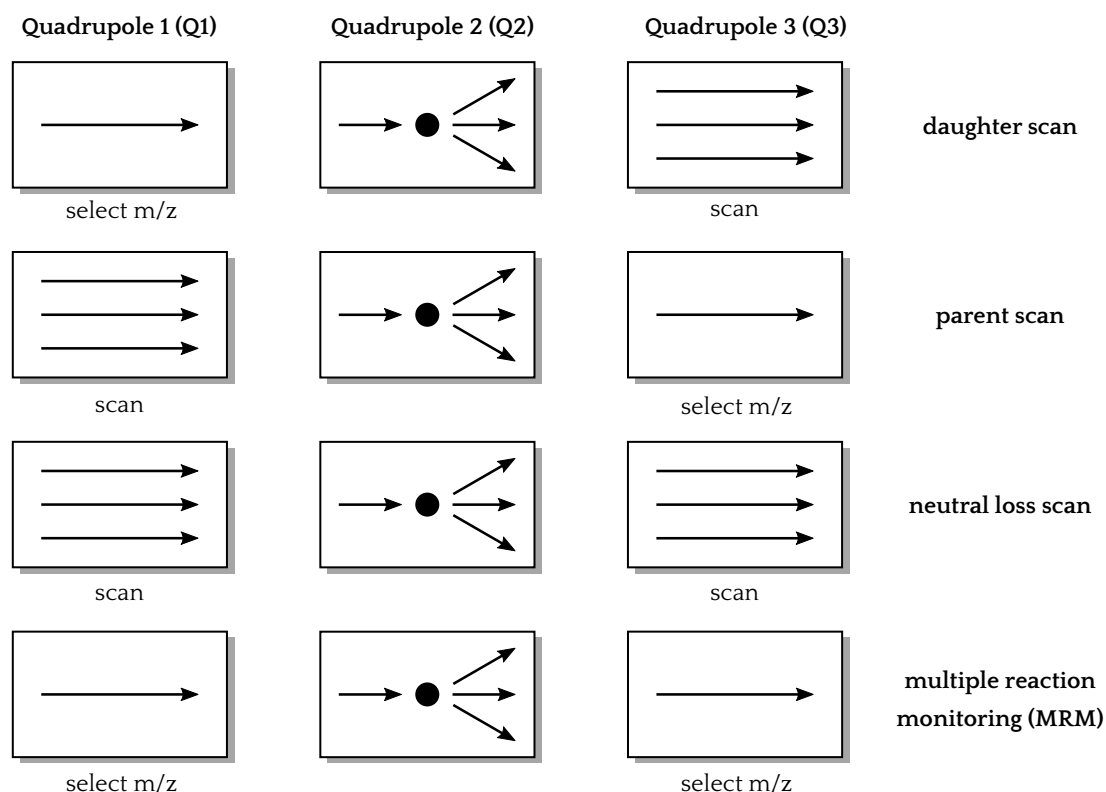 Quadrupole 1 (Q1)
Quadrupole 2 (Q2)
Quadrupole 3 (Q3)
daughter scan
select m/z
scan
parent scan
scan
select m/z
neutral loss scan
scan
scan
multiple reaction
monitoring (MRM)
select m/z
select m/z